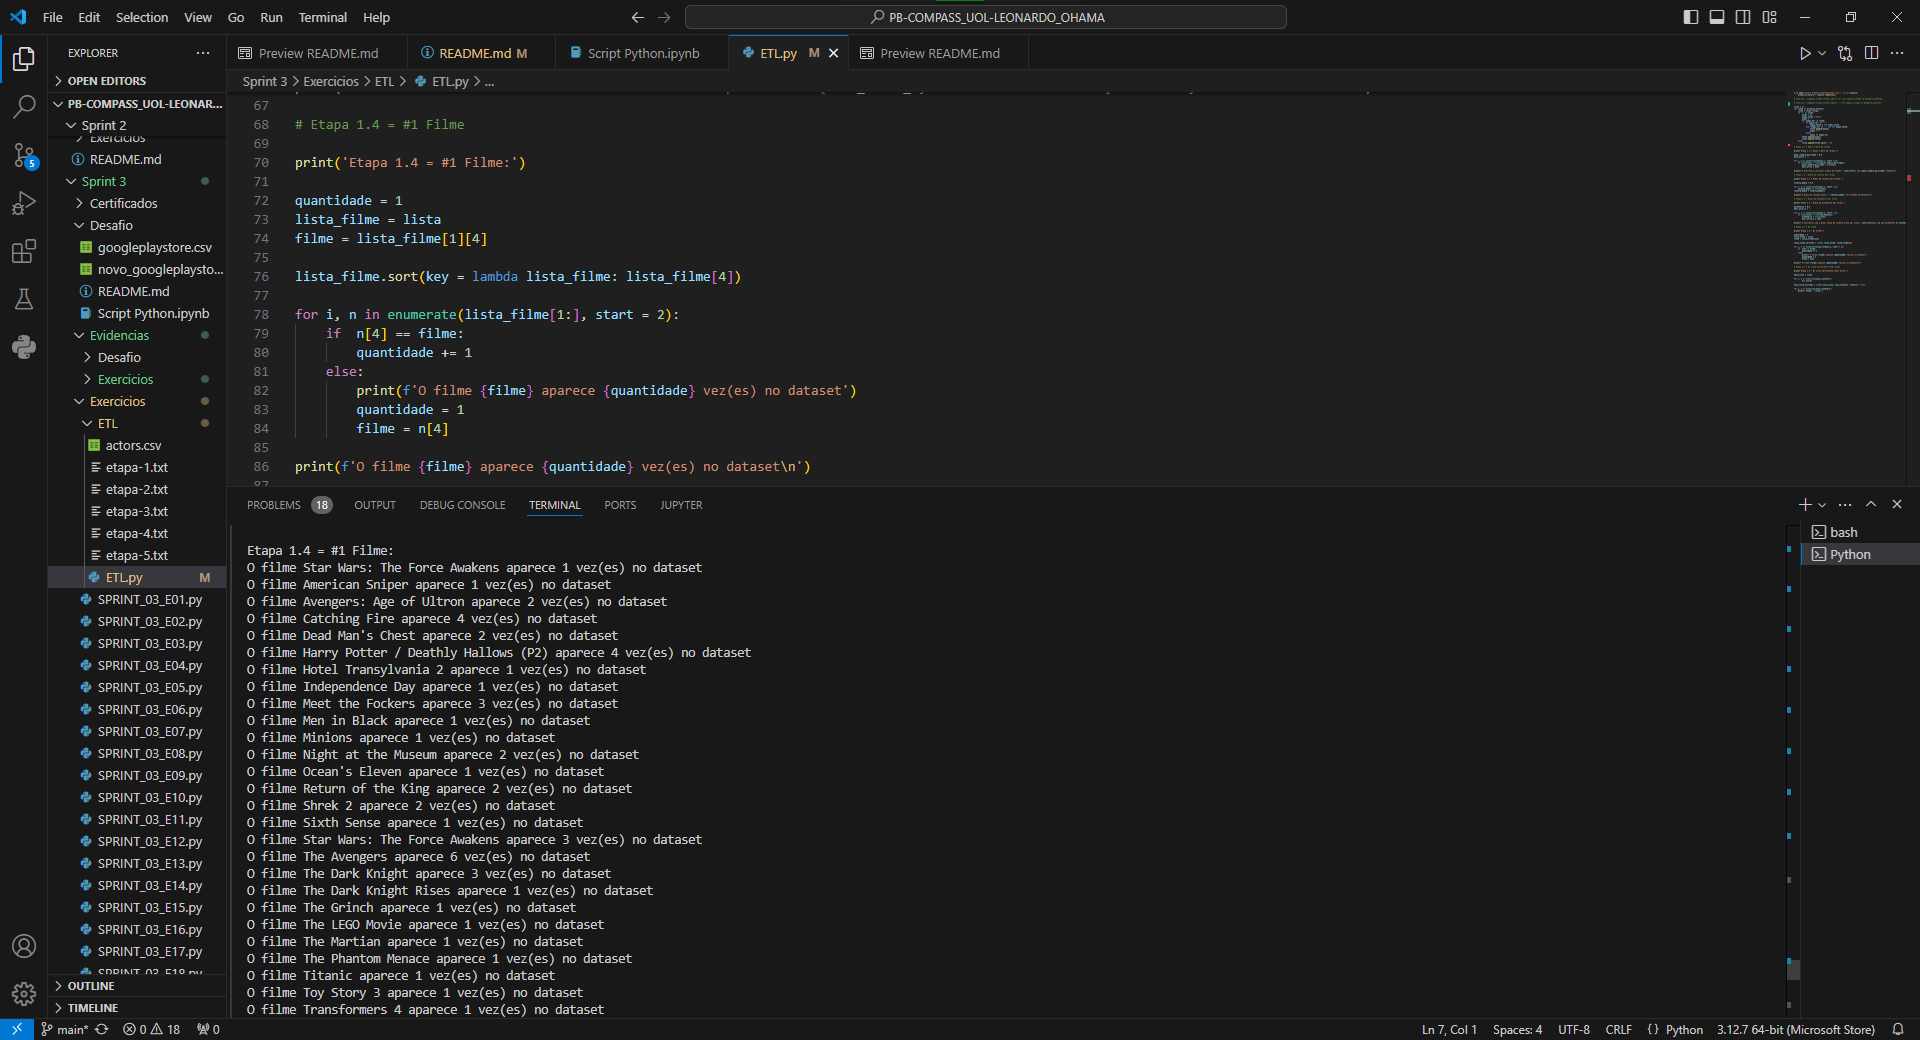 File Edit Selection View Go Run Terminal Help
PB-COMPASS_UOL-LEONARDO_OHAMA
EXPLORER
OPEN EDITORS
PB-COMPASS_UOL-LEONAR...
Sprint 2
Exercicios
README.md
Sprint 3
Certificados
Desafio
googleplaystore.csv
novo_googleplaysto...
README.md
Script Python.ipynb
Evidencias
Desafio
Exercicios
Exercicios
ETL
actors.csv
etapa-1.txt
etapa-2.txt
etapa-3.txt
etapa-4.txt
etapa-5.txt
ETL.py M
SPRINT_03_E01.py
SPRINT_03_E02.py
SPRINT_03_E03.py
SPRINT_03_E04.py
SPRINT_03_E05.py
SPRINT_03_E06.py
SPRINT_03_E07.py
SPRINT_03_E08.py
SPRINT_03_E09.py
SPRINT_03_E10.py
SPRINT_03_E11.py
SPRINT_03_E12.py
SPRINT_03_E13.py
SPRINT_03_E14.py
SPRINT_03_E15.py
SPRINT_03_E16.py
SPRINT_03_E17.py
SPRINT_03_E18.py
OUTLINE
TIMELINE
5
Preview README.md README.md M Script Python.ipynb ETL.py M Preview README.md
Sprint 3 > Exercicios > ETL > ETL.py > ...
67
68 # Etapa 1.4 = #1 Filme
69
70 print('Etapa 1.4 = #1 Filme:')
71
72 quantidade = 1
73 lista_filme = lista
74 filme = lista_filme[1][4]
75
76 lista_filme.sort(key = lambda lista_filme: lista_filme[4])
77
78 for i, n in enumerate(lista_filme[1:], start = 2):
79 if  n[4] == filme:
80 quantidade += 1
81 else:
82 print(f'O filme {filme} aparece {quantidade} vez(es) no dataset')
83 quantidade = 1
84 filme = n[4]
85
86 print(f'O filme {filme} aparece {quantidade} vez(es) no dataset\n')
87
PROBLEMS 18 OUTPUT DEBUG CONSOLE TERMINAL PORTS JUPYTER
bash
Python
Etapa 1.4 = #1 Filme:
O filme Star Wars: The Force Awakens aparece 1 vez(es) no dataset
O filme American Sniper aparece 1 vez(es) no dataset
O filme Avengers: Age of Ultron aparece 2 vez(es) no dataset
O filme Catching Fire aparece 4 vez(es) no dataset
O filme Dead Man's Chest aparece 2 vez(es) no dataset
O filme Harry Potter / Deathly Hallows (P2) aparece 4 vez(es) no dataset
O filme Hotel Transylvania 2 aparece 1 vez(es) no dataset
O filme Independence Day aparece 1 vez(es) no dataset
O filme Meet the Fockers aparece 3 vez(es) no dataset
O filme Men in Black aparece 1 vez(es) no dataset
O filme Minions aparece 1 vez(es) no dataset
O filme Night at the Museum aparece 2 vez(es) no dataset
O filme Ocean's Eleven aparece 1 vez(es) no dataset
O filme Return of the King aparece 2 vez(es) no dataset
O filme Shrek 2 aparece 2 vez(es) no dataset
O filme Sixth Sense aparece 1 vez(es) no dataset
O filme Star Wars: The Force Awakens aparece 3 vez(es) no dataset
O filme The Avengers aparece 6 vez(es) no dataset
O filme The Dark Knight aparece 3 vez(es) no dataset
O filme The Dark Knight Rises aparece 1 vez(es) no dataset
O filme The Grinch aparece 1 vez(es) no dataset
O filme The LEGO Movie aparece 1 vez(es) no dataset
O filme The Martian aparece 1 vez(es) no dataset
O filme The Phantom Menace aparece 1 vez(es) no dataset
O filme Titanic aparece 1 vez(es) no dataset
O filme Toy Story 3 aparece 1 vez(es) no dataset
O filme Transformers 4 aparece 1 vez(es) no dataset
main* 0 18 0 Ln 7, Col 1 Spaces: 4 UTF-8 CRLF {} Python 3.12.7 64-bit (Microsoft Store)